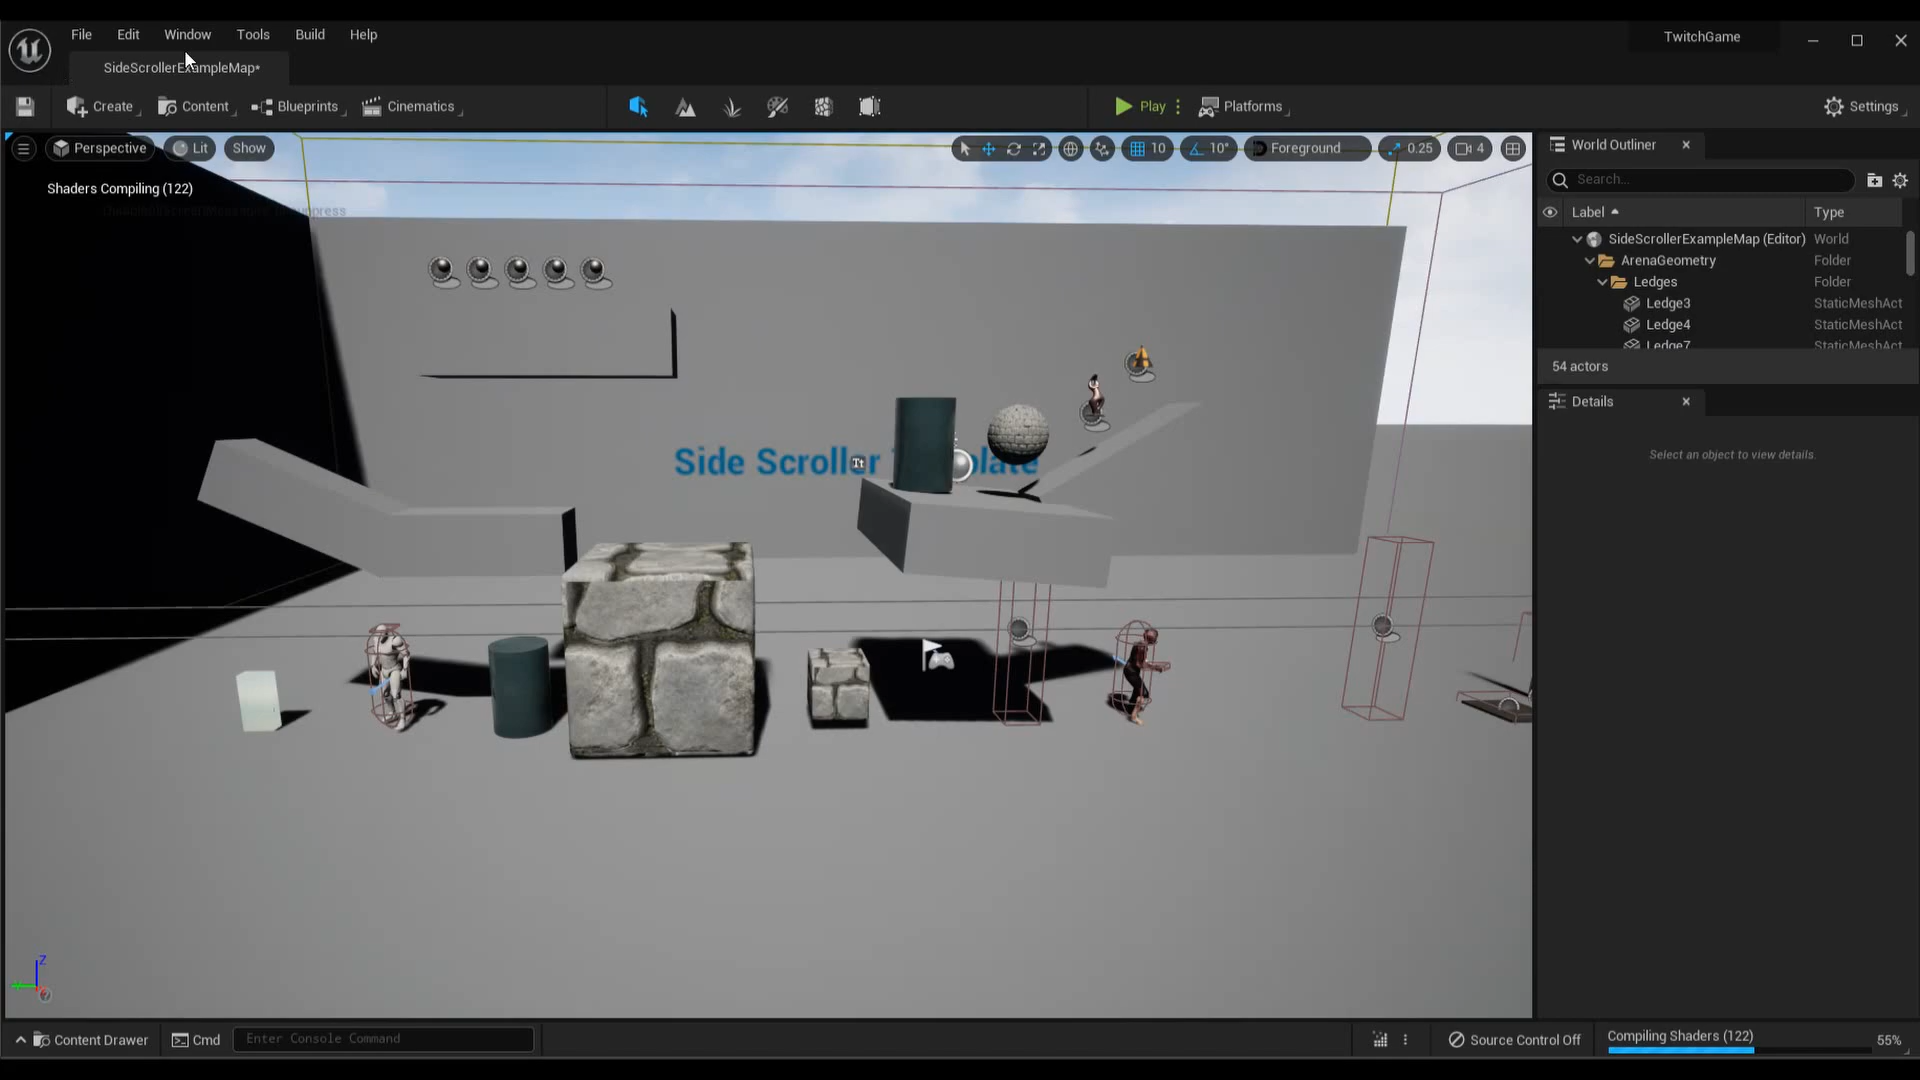 File Edit Window Tools Build Help
TwitchGame
SideScrollerExampleMap*
Create Content Blueprints Cinematics Play Platforms Settings
Perspective Lit Show 10 10° Foreground 0.25 4
World Outliner
Shaders Compiling (122)
Search...
Label Type
SideScrollerExampleMap (Editor) World
ArenaGeometry Folder
Ledges Folder
Ledge3 StaticMeshAct
Ledge4 StaticMeshAct
Ledge7 StaticMeshAct
54 actors
Details
Select an object to view details.
Side Scroller
Tt
Z
Content Drawer Cmd Enter Console Command Source Control Off Compiling Shaders (122) 55%